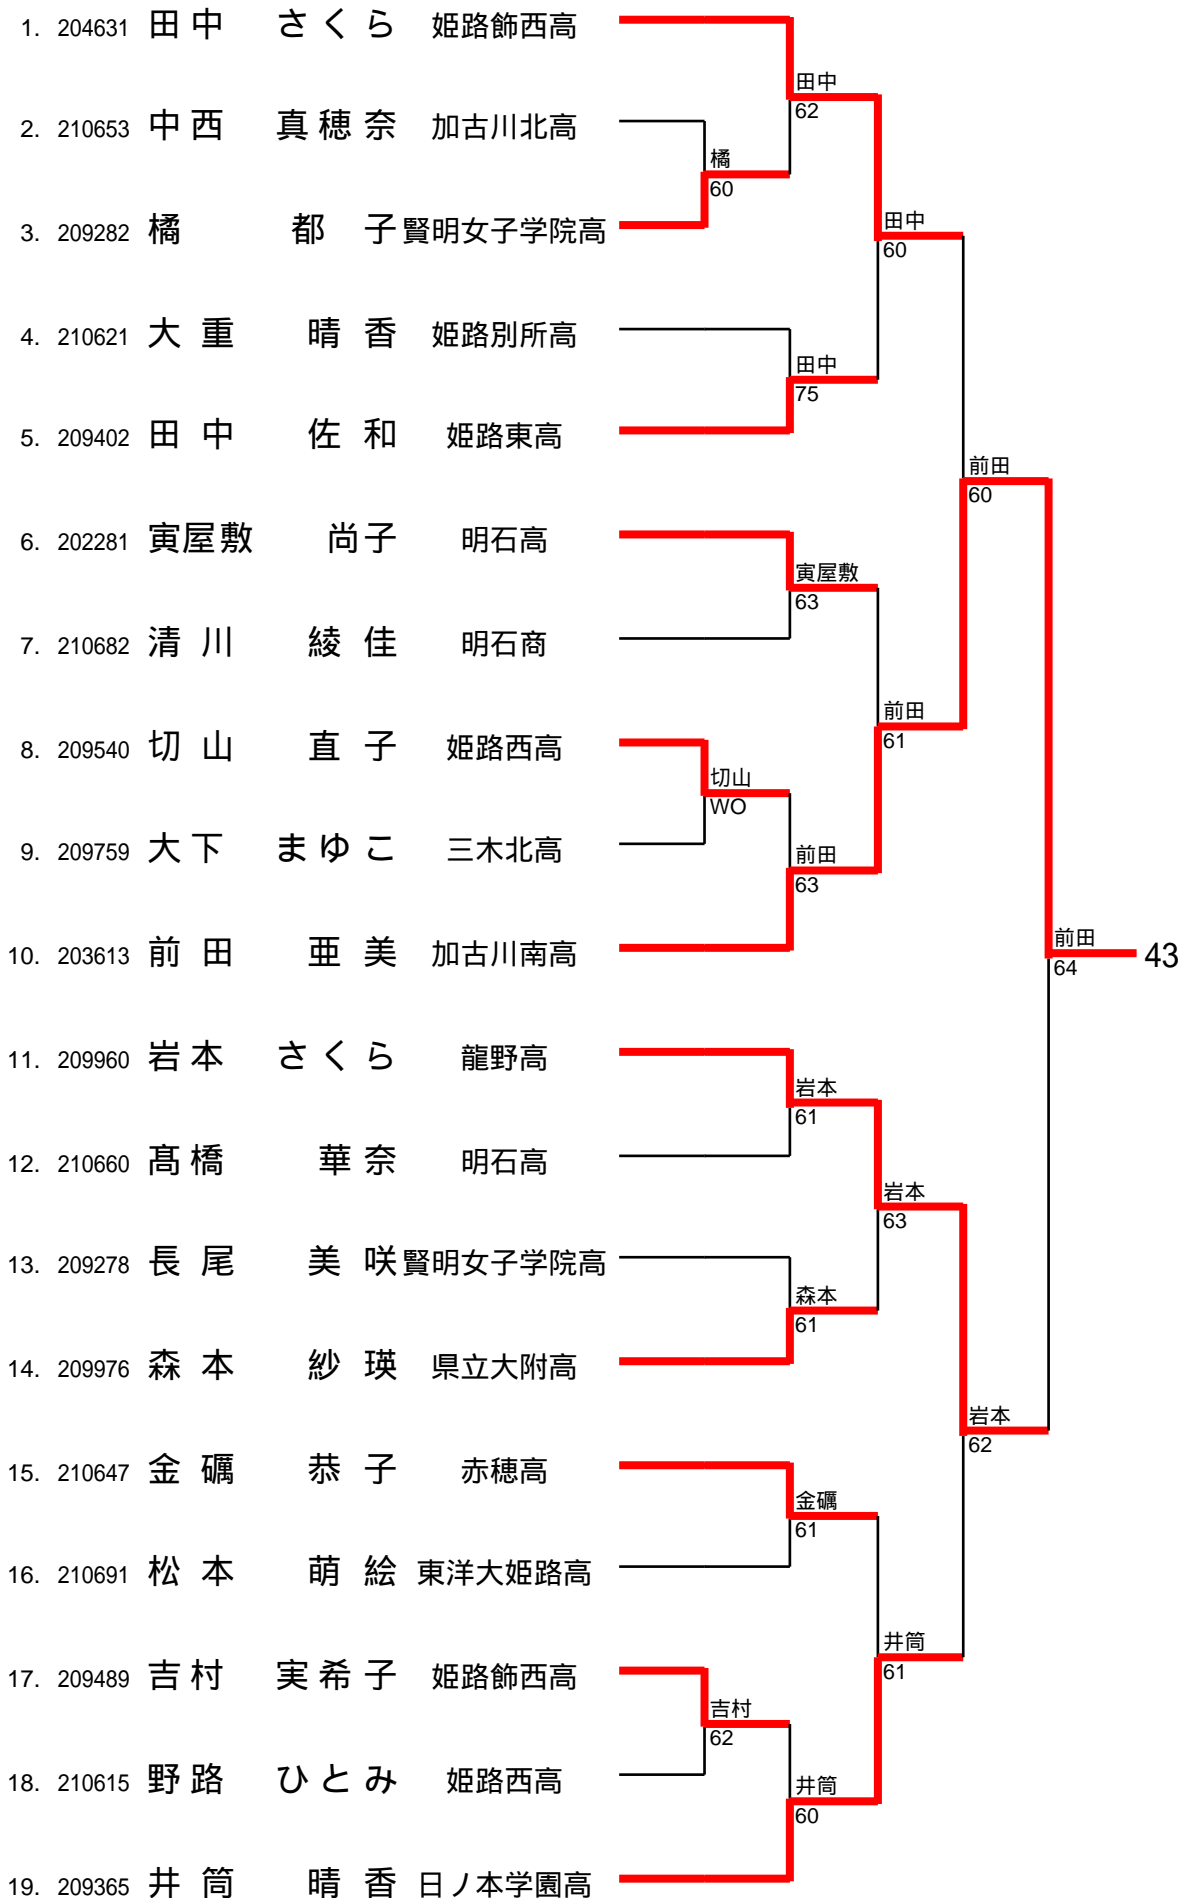 1. 204631 田中 さくら 姫路飾西高
田中
62
2. 210653 中西 真穂奈 加古川北高
橘
60
3. 209282 橘 都子 賢明女子学院高
田中
60
4. 210621 大重 晴香 姫路別所高
田中
75
5. 209402 田中 佐和 姫路東高
前田
60
6. 202281 寅屋敷 尚子 明石高
寅屋敷
63
7. 210682 清川 綾佳 明石商
前田
61
8. 209540 切山 直子 姫路西高
切山
WO
9. 209759 大下 まゆこ 三木北高
前田
63
10. 203613 前田 亜美 加古川南高
前田
64
43
11. 209960 岩本 さくら 龍野高
岩本
61
12. 210660 髙橋 華奈 明石高
岩本
63
13. 209278 長尾 美咲 賢明女子学院高
森本
61
14. 209976 森本 紗瑛 県立大附高
岩本
62
15. 210647 金礪 恭子 赤穂高
金礪
61
16. 210691 松本 萌絵 東洋大姫路高
井筒
61
17. 209489 吉村 実希子 姫路飾西高
吉村
62
18. 210615 野路 ひとみ 姫路西高
井筒
60
19. 209365 井筒 晴香 日ノ本学園高